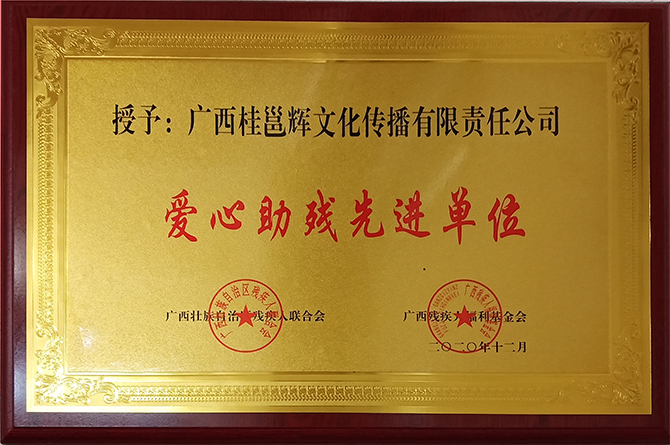 授予：广西桂邕辉文化传播有限责任公司
爱心助残先进单位
广西壮族自治区残疾人联合会
广西残疾人福利基金会
二〇二〇年十二月